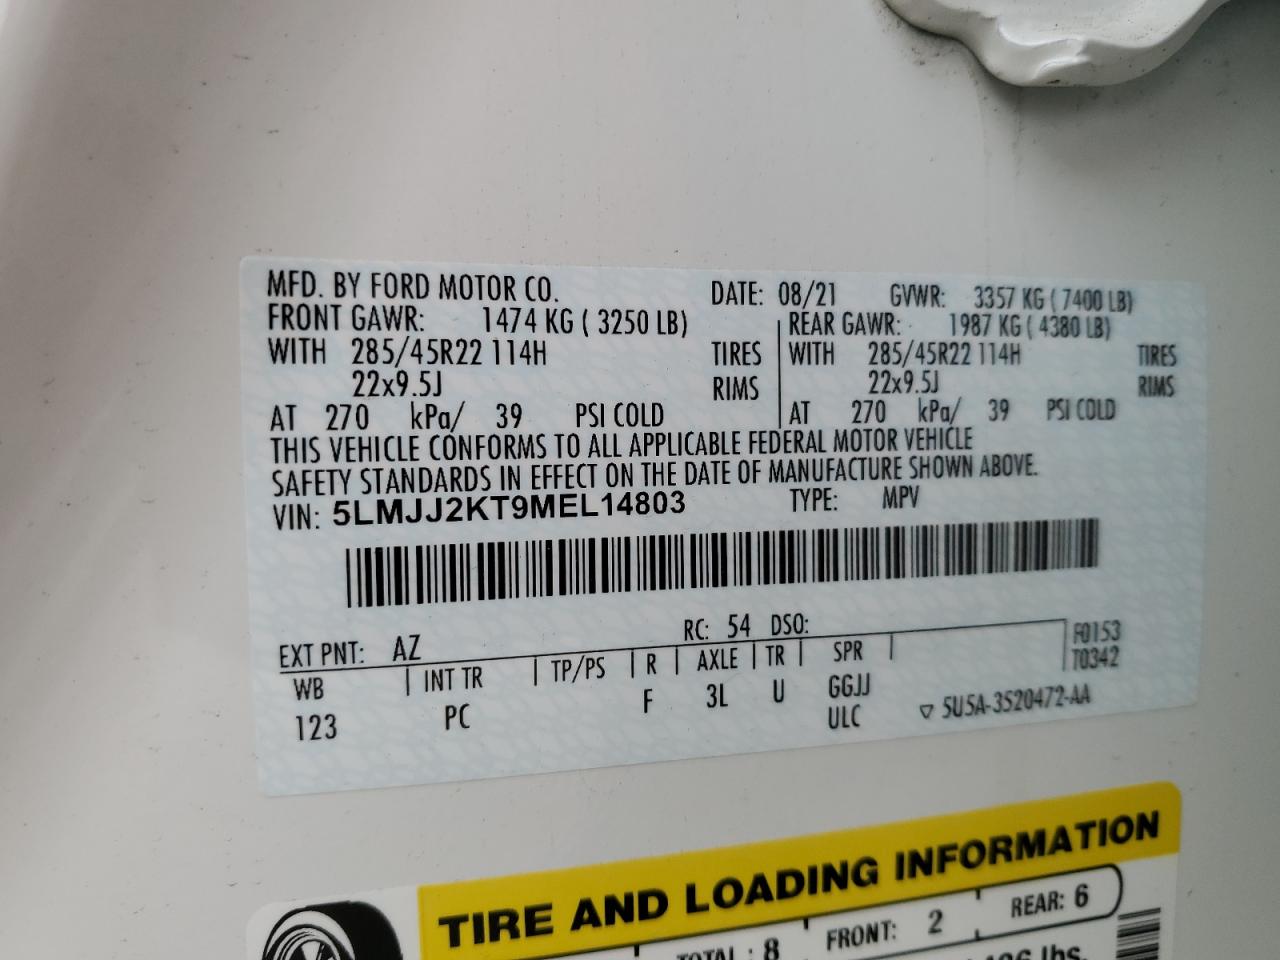 MFD. BY FORD MOTOR CO. DATE: 08/21 GVWR: 3357 KG ( 7400 LB)
FRONT GAWR: 1474 KG ( 3250 LB) REAR GAWR: 1987 KG ( 4380 LB)
WITH 285/45R22 114H TIRES WITH 285/45R22 114H TIRES
22x9.5J RIMS 22x9.5J RIMS
AT 270 kPa/ 39 PSI COLD AT 270 kPa/ 39 PSI COLD
THIS VEHICLE CONFORMS TO ALL APPLICABLE FEDERAL MOTOR VEHICLE
SAFETY STANDARDS IN EFFECT ON THE DATE OF MANUFACTURE SHOWN ABOVE.
VIN: 5LMJJ2KT9MEL14803 TYPE: MPV
EXT PNT: AZ RC: 54 DSO: F0153
WB INT TR TP/PS R AXLE TR SPR T0342
123 PC F 3L U GGJJ
ULC 5U5A-3520472-AA
TIRE AND LOADING INFORMATION
TOTAL : 8 FRONT: 2 REAR: 6
lbs.